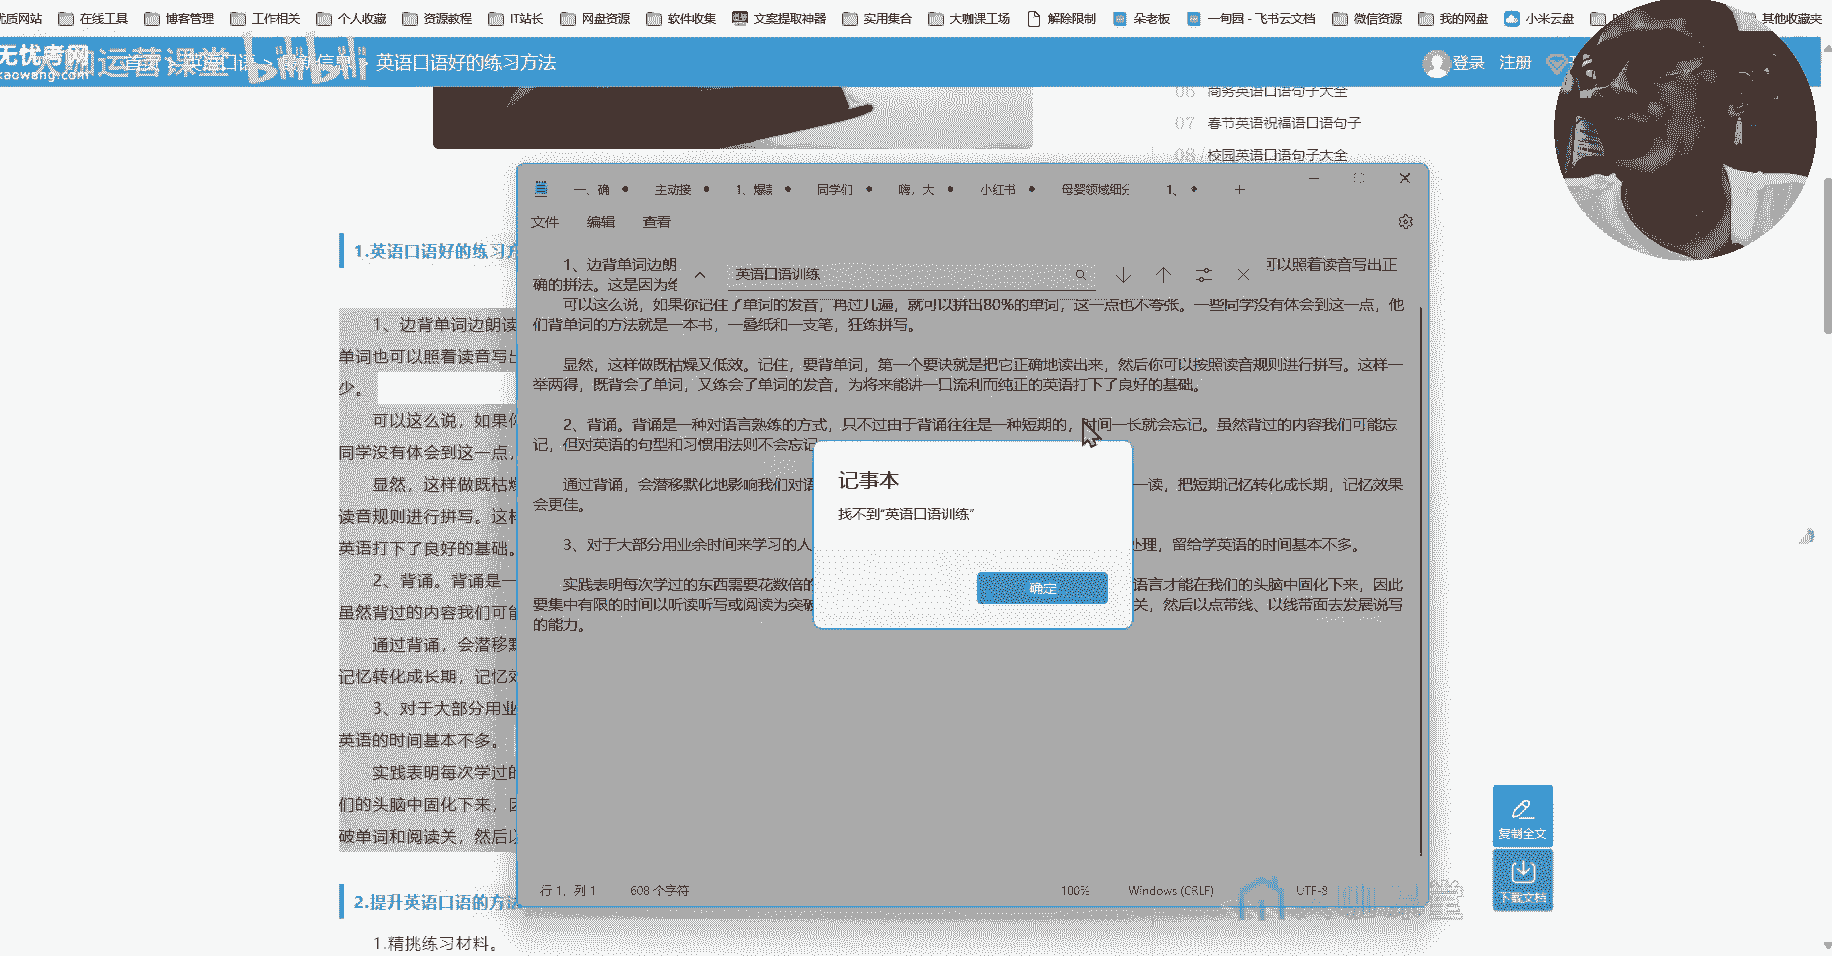 优质网站 在线工具 博客管理 工作相关 个人收藏 资源教程 IT站长 网盘资源 软件收集 文案提取神器 实用集合 大咖课工场 解除限制 朵老板 一甸园 - 飞书云文档 微信资源 我的网盘 小米云盘 其他收藏夹
无忧考网
kaowang.com
运营课堂
bilibili
首页 > 英语口语 > 最新信息 > 英语口语好的练习方法
登录 注册
06 商务英语口语句子大全
07 春节英语祝福语口语句子
08 校园英语口语句子大全
一、确 主动接 1、爆款 同学们 嗨，大 小红书 母婴领域细分 1、 +
文件 编辑 查看
1.英语口语好的练习方
1、边背单词边朗读
单词也可以照着读音写出
少。
可以这么说，如果你
同学没有体会到这一点，
显然，这样做既枯燥
读音规则进行拼写。这样
英语打下了良好的基础。
2、背诵。背诵是一
虽然背过的内容我们可能
通过背诵，会潜移默
记忆转化成长期，记忆效
3、对于大部分用业
英语的时间基本不多。
实践表明每次学过的
们的头脑中固化下来，因
破单词和阅读关，然后以
2.提升英语口语的方法
1.精挑练习材料。
英语口语训练
1、边背单词边朗 可以照着读音写出正
确的拼法。这是因为
可以这么说，如果你记住了单词的发音，再过几遍，就可以拼出80%的单词，这一点也不夸张。一些同学没有体会到这一点，他
们背单词的方法就是一本书，一叠纸和一支笔，狂练拼写。
显然，这样做既枯燥又低效。记住，要背单词，第一个要诀就是把它正确地读出来，然后你可以按照读音规则进行拼写。这样一
举两得，既背会了单词，又练会了单词的发音，为将来能讲一口流利而纯正的英语打下了良好的基础。
2、背诵。背诵是一种对语言熟练的方式，只不过由于背诵往往是一种短期的，时间一长就会忘记。虽然背过的内容我们可能忘
记，但对英语的句型和习惯用法则不会忘记
通过背诵，会潜移默化地影响我们对语 一读，把短期记忆转化成长期，记忆效果
会更佳。
3、对于大部分用业余时间来学习的人 处理，留给学英语的时间基本不多。
实践表明每次学过的东西需要花数倍的 语言才能在我们的头脑中固化下来，因此
要集中有限的时间以听读听写或阅读为突破 关，然后以点带线、以线带面去发展说写
的能力。
记事本
找不到“英语口语训练”
确定
行 1，列 1 608 个字符 100% Windows (CRLF) UTF-8
复制全文
下载文档